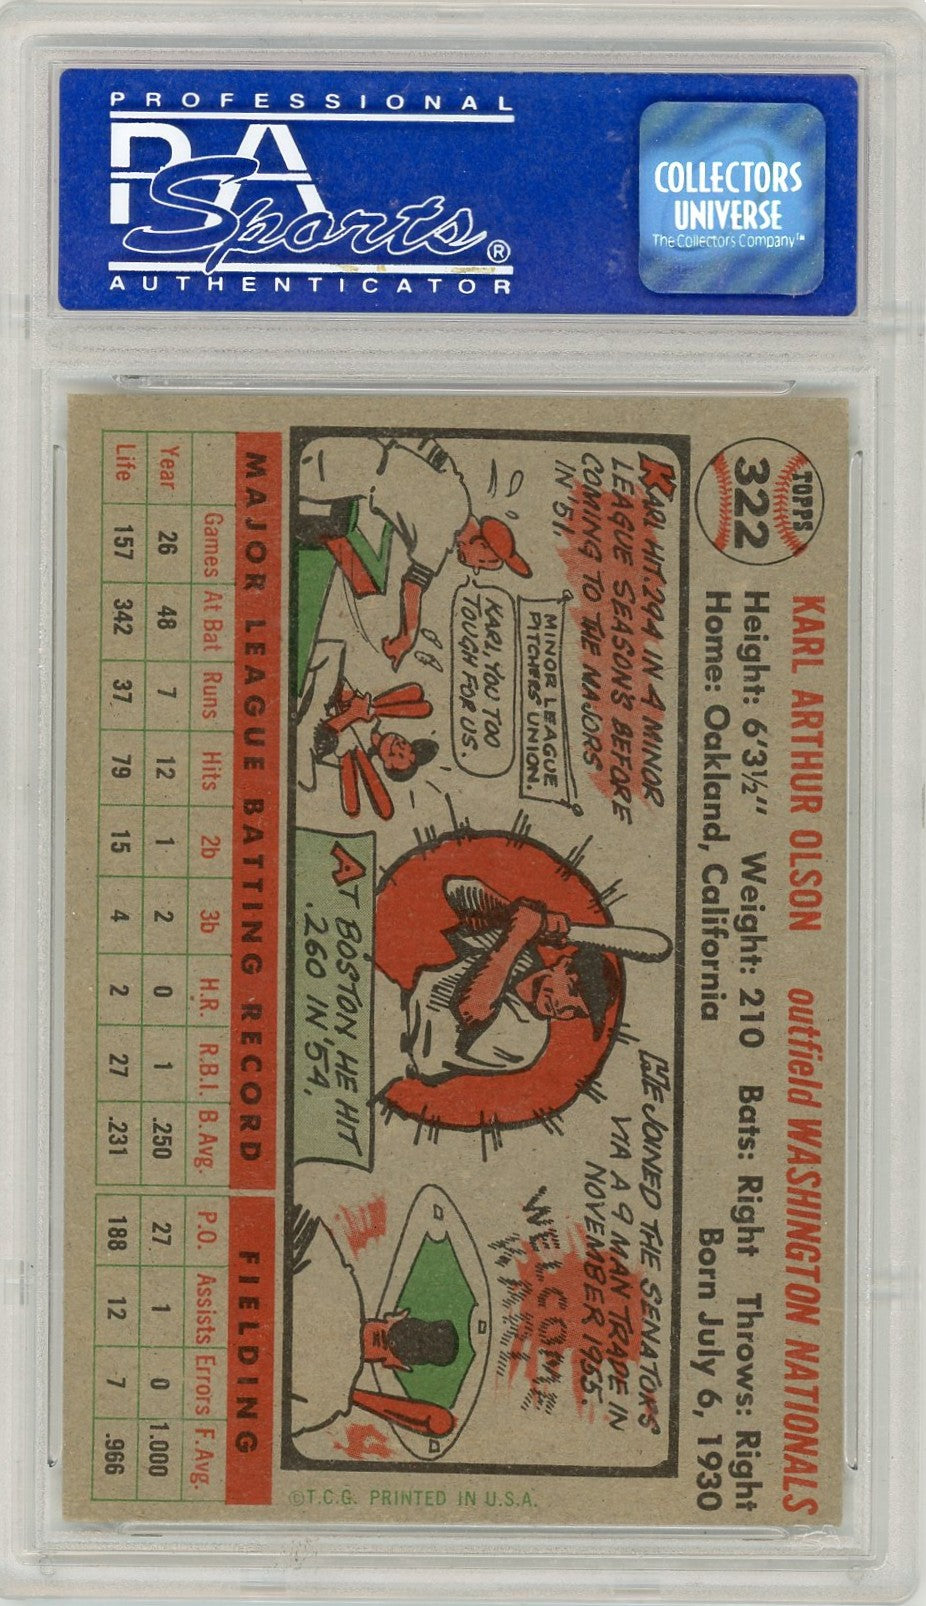 PROFESSIONAL
PSA
Sports®
AUTHENTICATOR
COLLECTORS
UNIVERSE
The Collectors Company™
TOPPS
322
KARL ARTHUR OLSON outfield WASHINGTON NATIONALS
Height: 6'3½" Weight: 210 Bats: Right Throws: Right
Home: Oakland, California Born July 6, 1930
KARL HIT .294 IN 4 MINOR
LEAGUE SEASONS BEFORE
COMING TO THE MAJORS
IN '51.
MINOR LEAGUE
PITCHERS' UNION.
KARL, YOU TOO
TOUGH FOR US.
AT BOSTON HE HIT
.260 IN '54.
HE JOINED THE SENATORS
VIA A 9 MAN TRADE IN
NOVEMBER 1955.
WELCOME
MAJOR LEAGUE BATTING RECORD FIELDING
Games At Bat Runs Hits 2b 3b H.R. R.B.I. B.Avg. P.O. Assists Errors F.Avg.
Year 26 48 7 12 1 2 0 1 .250 27 1 0 1.000
Life 157 342 37 79 15 4 2 27 .231 188 12 7 .966
©T.C.G. PRINTED IN U.S.A.